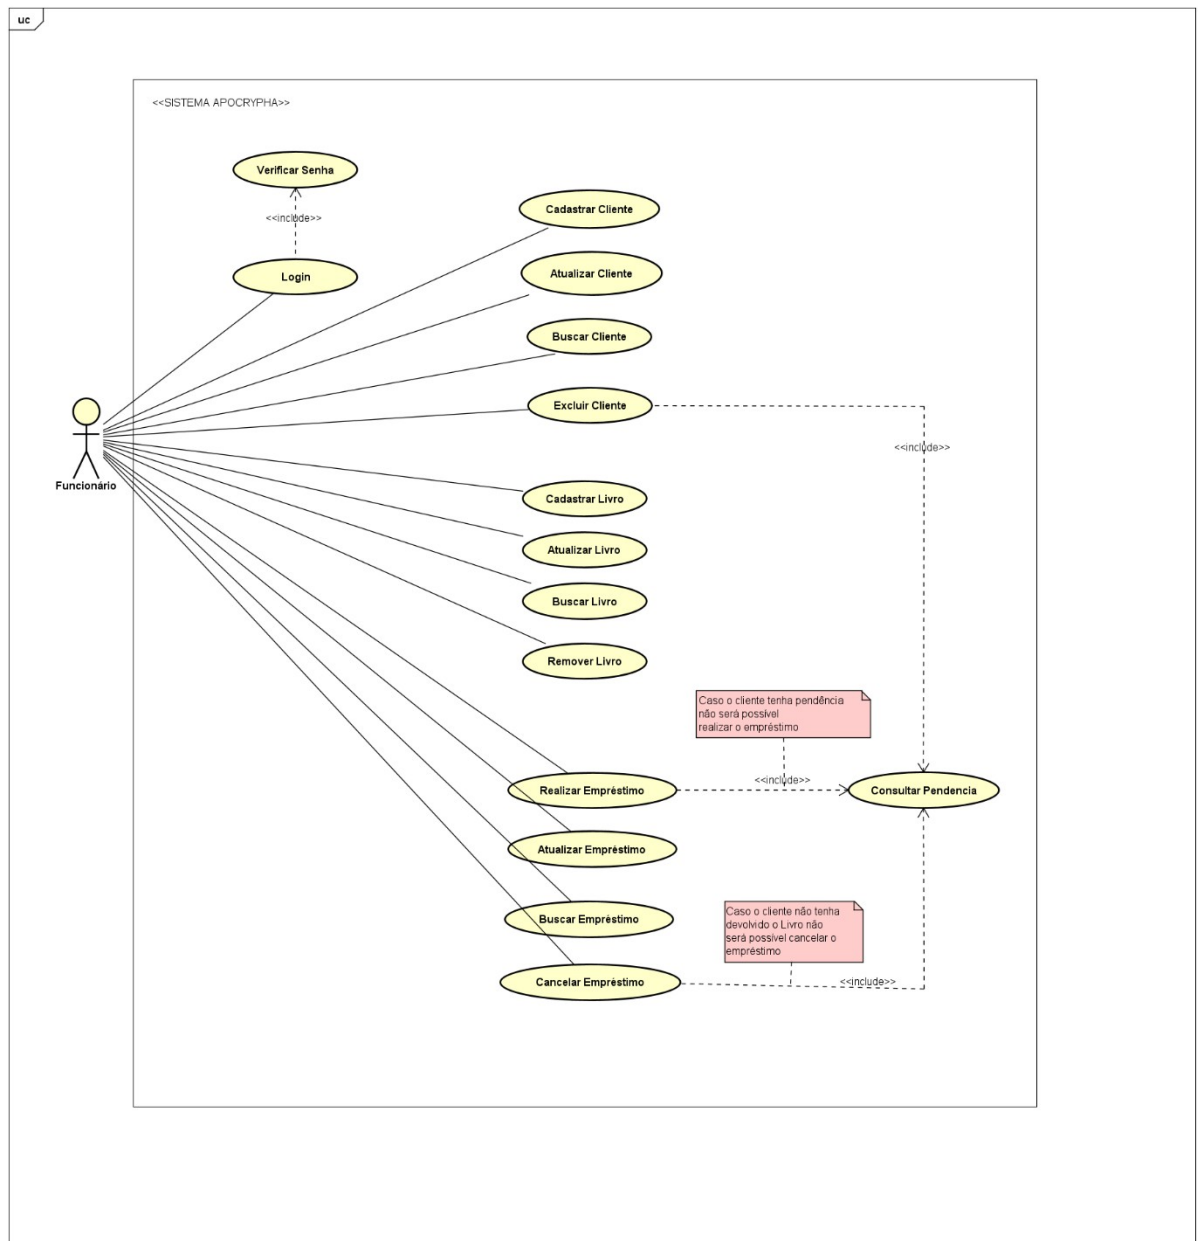 uc
<<SISTEMA APOCRYPHA>>
Verificar Senha
<<include>>
Login
Cadastrar Cliente
Atualizar Cliente
Buscar Cliente
Excluir Cliente
<<include>>
Funcionário
Cadastrar Livro
Atualizar Livro
Buscar Livro
Remover Livro
Caso o cliente tenha pendência
não será possível
realizar o empréstimo
Realizar Empréstimo
<<include>>
Consultar Pendencia
Atualizar Empréstimo
Buscar Empréstimo
Caso o cliente não tenha
devolvido o Livro não
será possível cancelar o
empréstimo
Cancelar Empréstimo
<<include>>